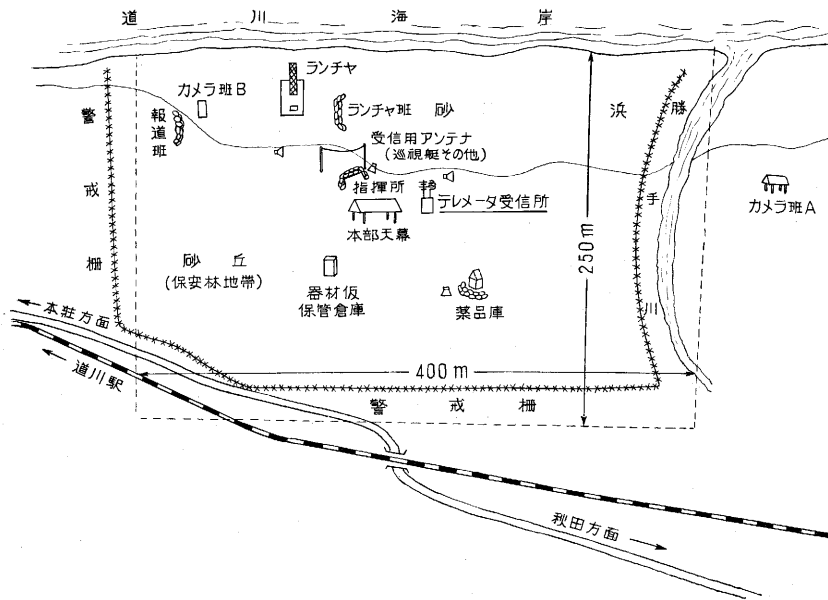 道川海岸
ランチャ
カメラ班B
報道班
ランチャ班
砂浜
受信用アンテナ
(巡視艇その他)
勝手川
警戒柵
指揮所
テレメータ受信所
本部天幕
カメラ班A
250m
砂丘
(保安林地帯)
器材仮
保管倉庫
薬品庫
本荘方面
道川駅
400m
警戒柵
秋田方面